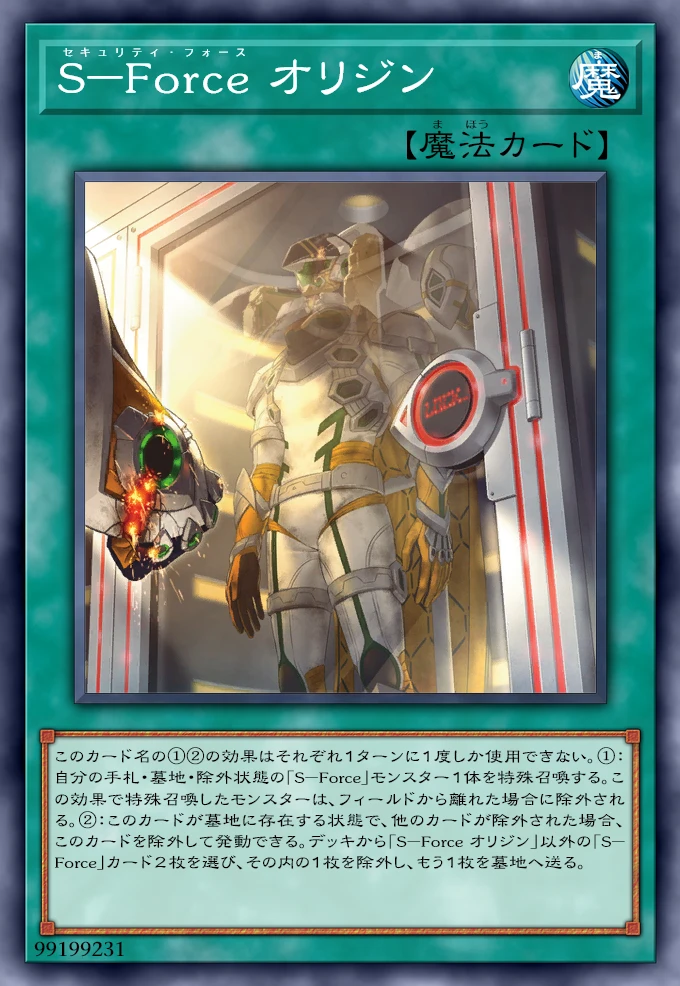 セキュリティ・フォース
S－Force オリジン
魔
ま
ま ほう
【魔法カード】
LOCK
このカード名の①②の効果はそれぞれ１ターンに１度しか使用できない。①：
自分の手札・墓地・除外状態の「S－Force」モンスター１体を特殊召喚する。こ
の効果で特殊召喚したモンスターは、フィールドから離れた場合に除外され
る。②：このカードが墓地に存在する状態で、他のカードが除外された場合、
このカードを除外して発動できる。デッキから「S－Force オリジン」以外の「S－
Force」カード２枚を選び、その内の１枚を除外し、もう１枚を墓地へ送る。
99199231